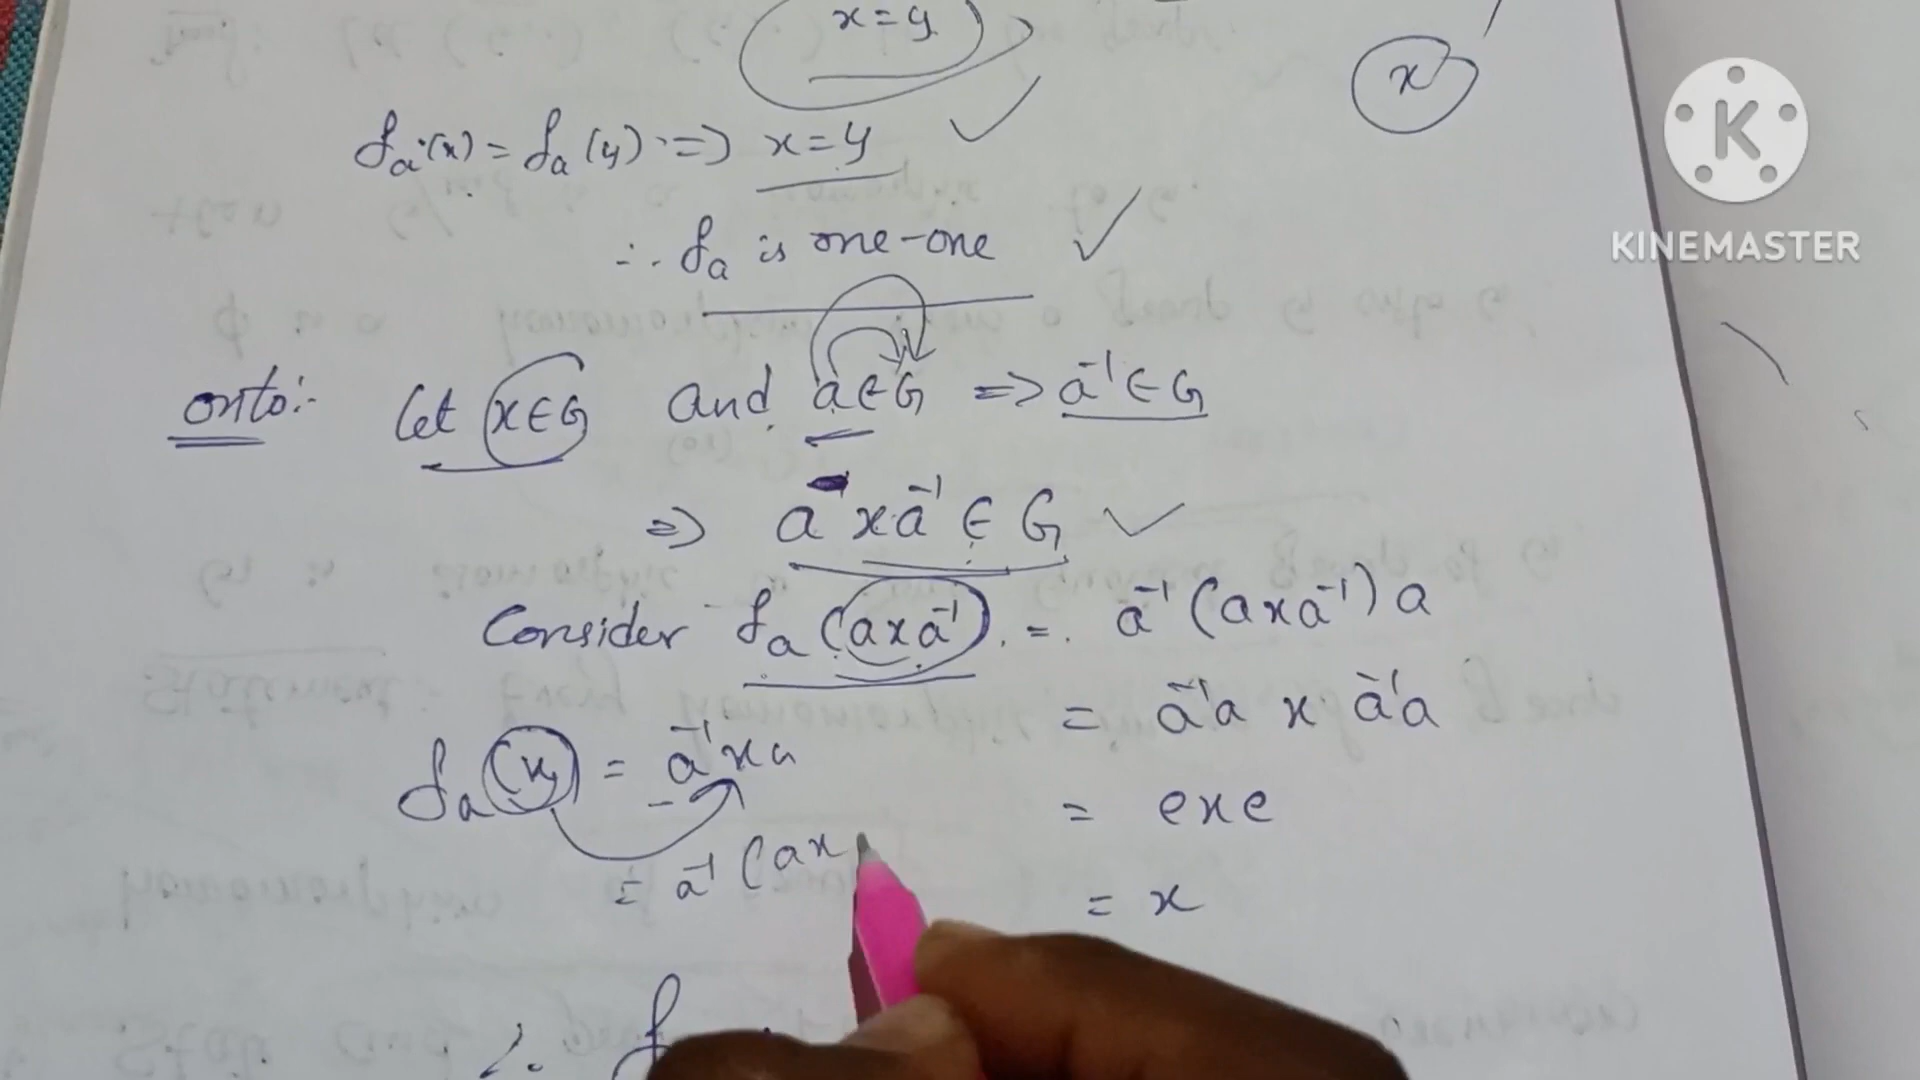 x = y
x
fₐ(x) = fₐ(y) ⇒ x = y
∴ fₐ is one-one
onto:- let x∈G and a∈G ⇒ a⁻¹∈G
⇒ a x a⁻¹ ∈ G
Consider fₐ(axa⁻¹) = a⁻¹(axa⁻¹)a
= a⁻¹a x a⁻¹a
fₐ(x) = a⁻¹xa
= exe
= a⁻¹(ax
= x
∴ f
KINEMASTER